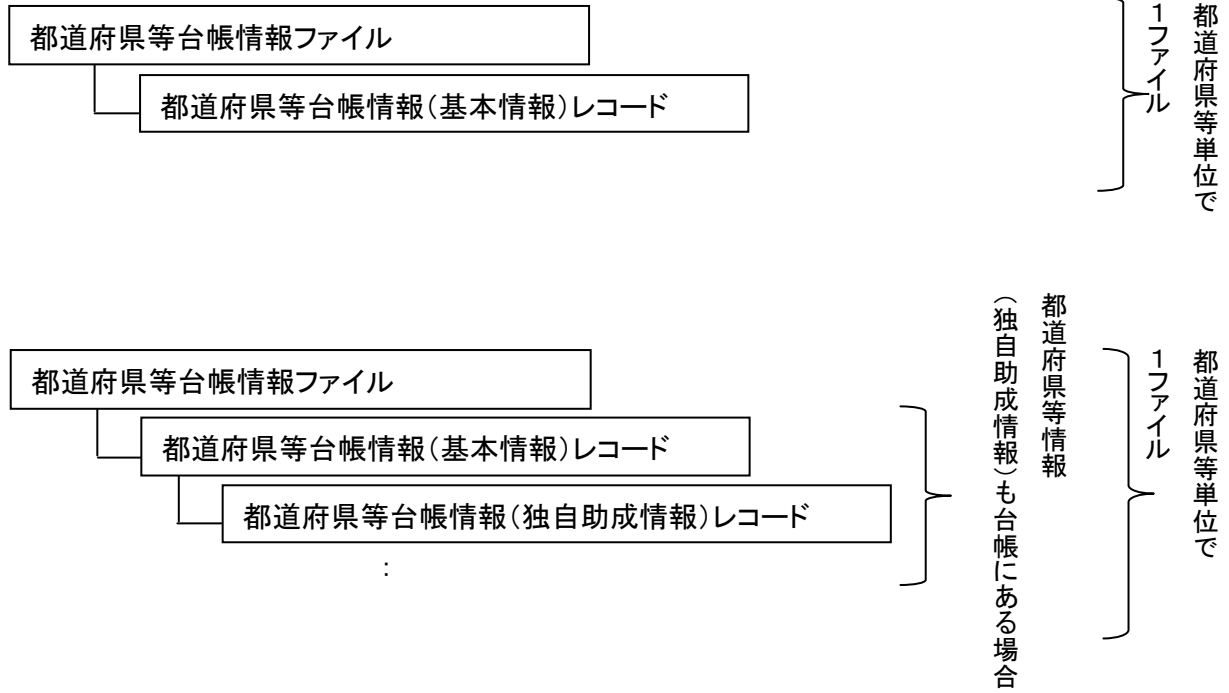 都道府県等台帳情報ファイル
都道府県等台帳情報(基本情報)レコード
都道府県等単位で
1ファイル
都道府県等台帳情報ファイル
都道府県等台帳情報(基本情報)レコード
都道府県等台帳情報(独自助成情報)レコード
:
都道府県等情報
(独自助成情報)も台帳にある場合
都道府県等単位で
1ファイル